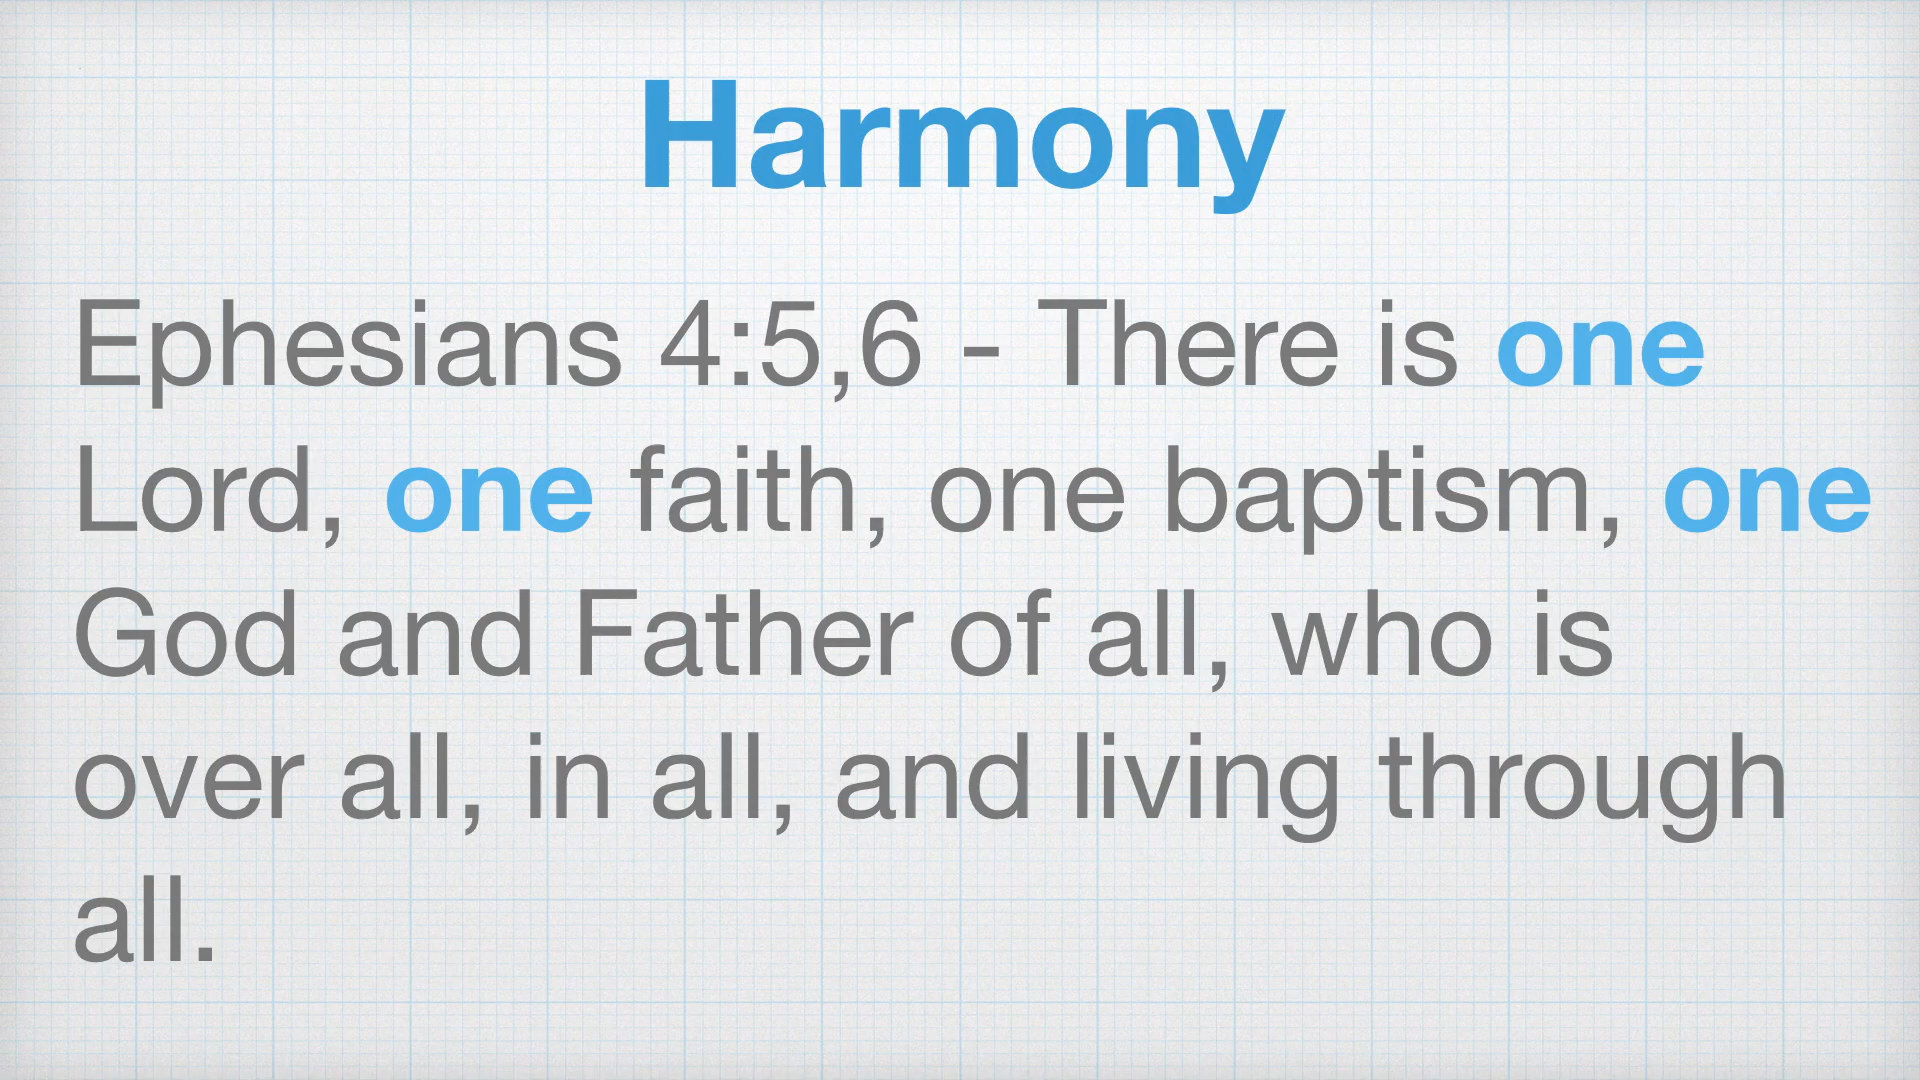 Harmony
Ephesians 4:5,6 - There is one
Lord, one faith, one baptism, one
God and Father of all, who is
over all, in all, and living through
all.